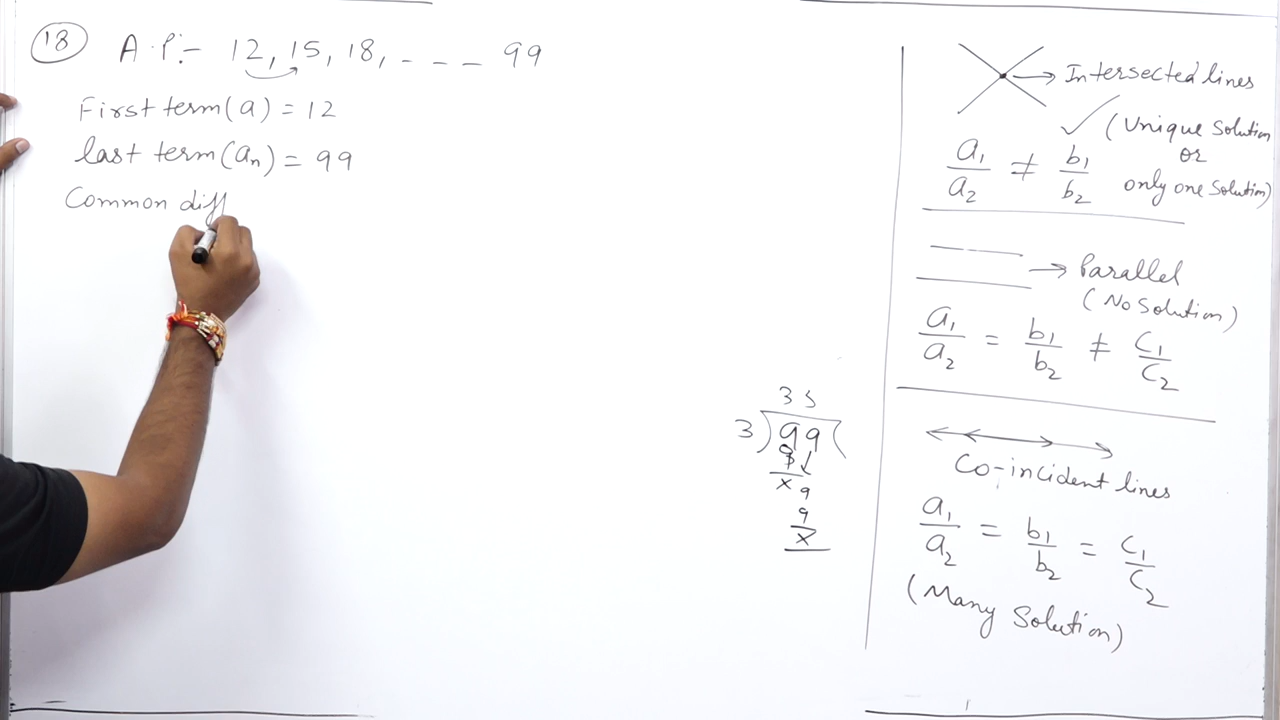 18 A.P:- 12, 15, 18, - - - 99
First term(a) = 12
last term(aₙ) = 99
Common diff
3 5
3 ) 99 (
9
x 9
9
x
→ Intersected lines
✓ (Unique Solution
a₁/a₂ ≠ b₁/b₂ or
only one Solution)
→ Parallel
(No Solution)
a₁/a₂ = b₁/b₂ ≠ c₁/c₂
Co-incident lines
a₁/a₂ = b₁/b₂ = c₁/c₂
(Many Solution)